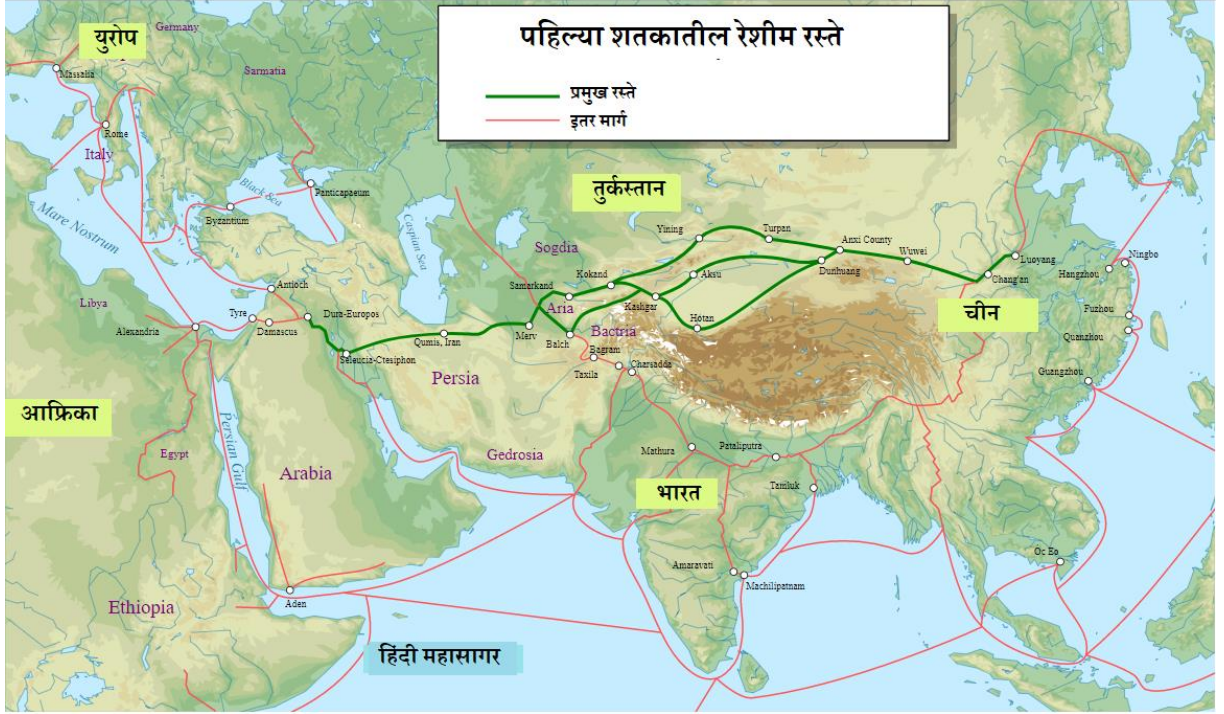 पहिल्या शतकातील रेशीम रस्ते
प्रमुख रस्ते
इतर मार्ग
युरोप
Germany
Massalia
Sarmatia
Rome
Italy
Black Sea
Panticapaeum
Byzantium
Mare Nostrum
Caspian Sea
तुर्कस्तान
Yining
Turpan
Anxi County
Wuwei
Luoyang
Ningbo
Hangzhou
Sogdia
Kokand
Aksu
Dunhuang
Chang'an
Antioch
Samarkand
Kashgar
Libya
Tyre
Dura-Europos
Aria
चीन
Fuzhou
Alexandria
Damascus
Qumis, Iran
Merv
Balch
Bactria
Hotan
Quanzhou
Seleucia-Ctesiphon
Bagram
Charsadda
Taxila
Persia
Guangzhou
आफ्रिका
Persian Gulf
Egypt
Arabia
Gedrosia
Mathura
Pataliputra
भारत
Tamluk
Oc Eo
Amaravati
Machilipatnam
Ethiopia
Aden
हिंदी महासागर